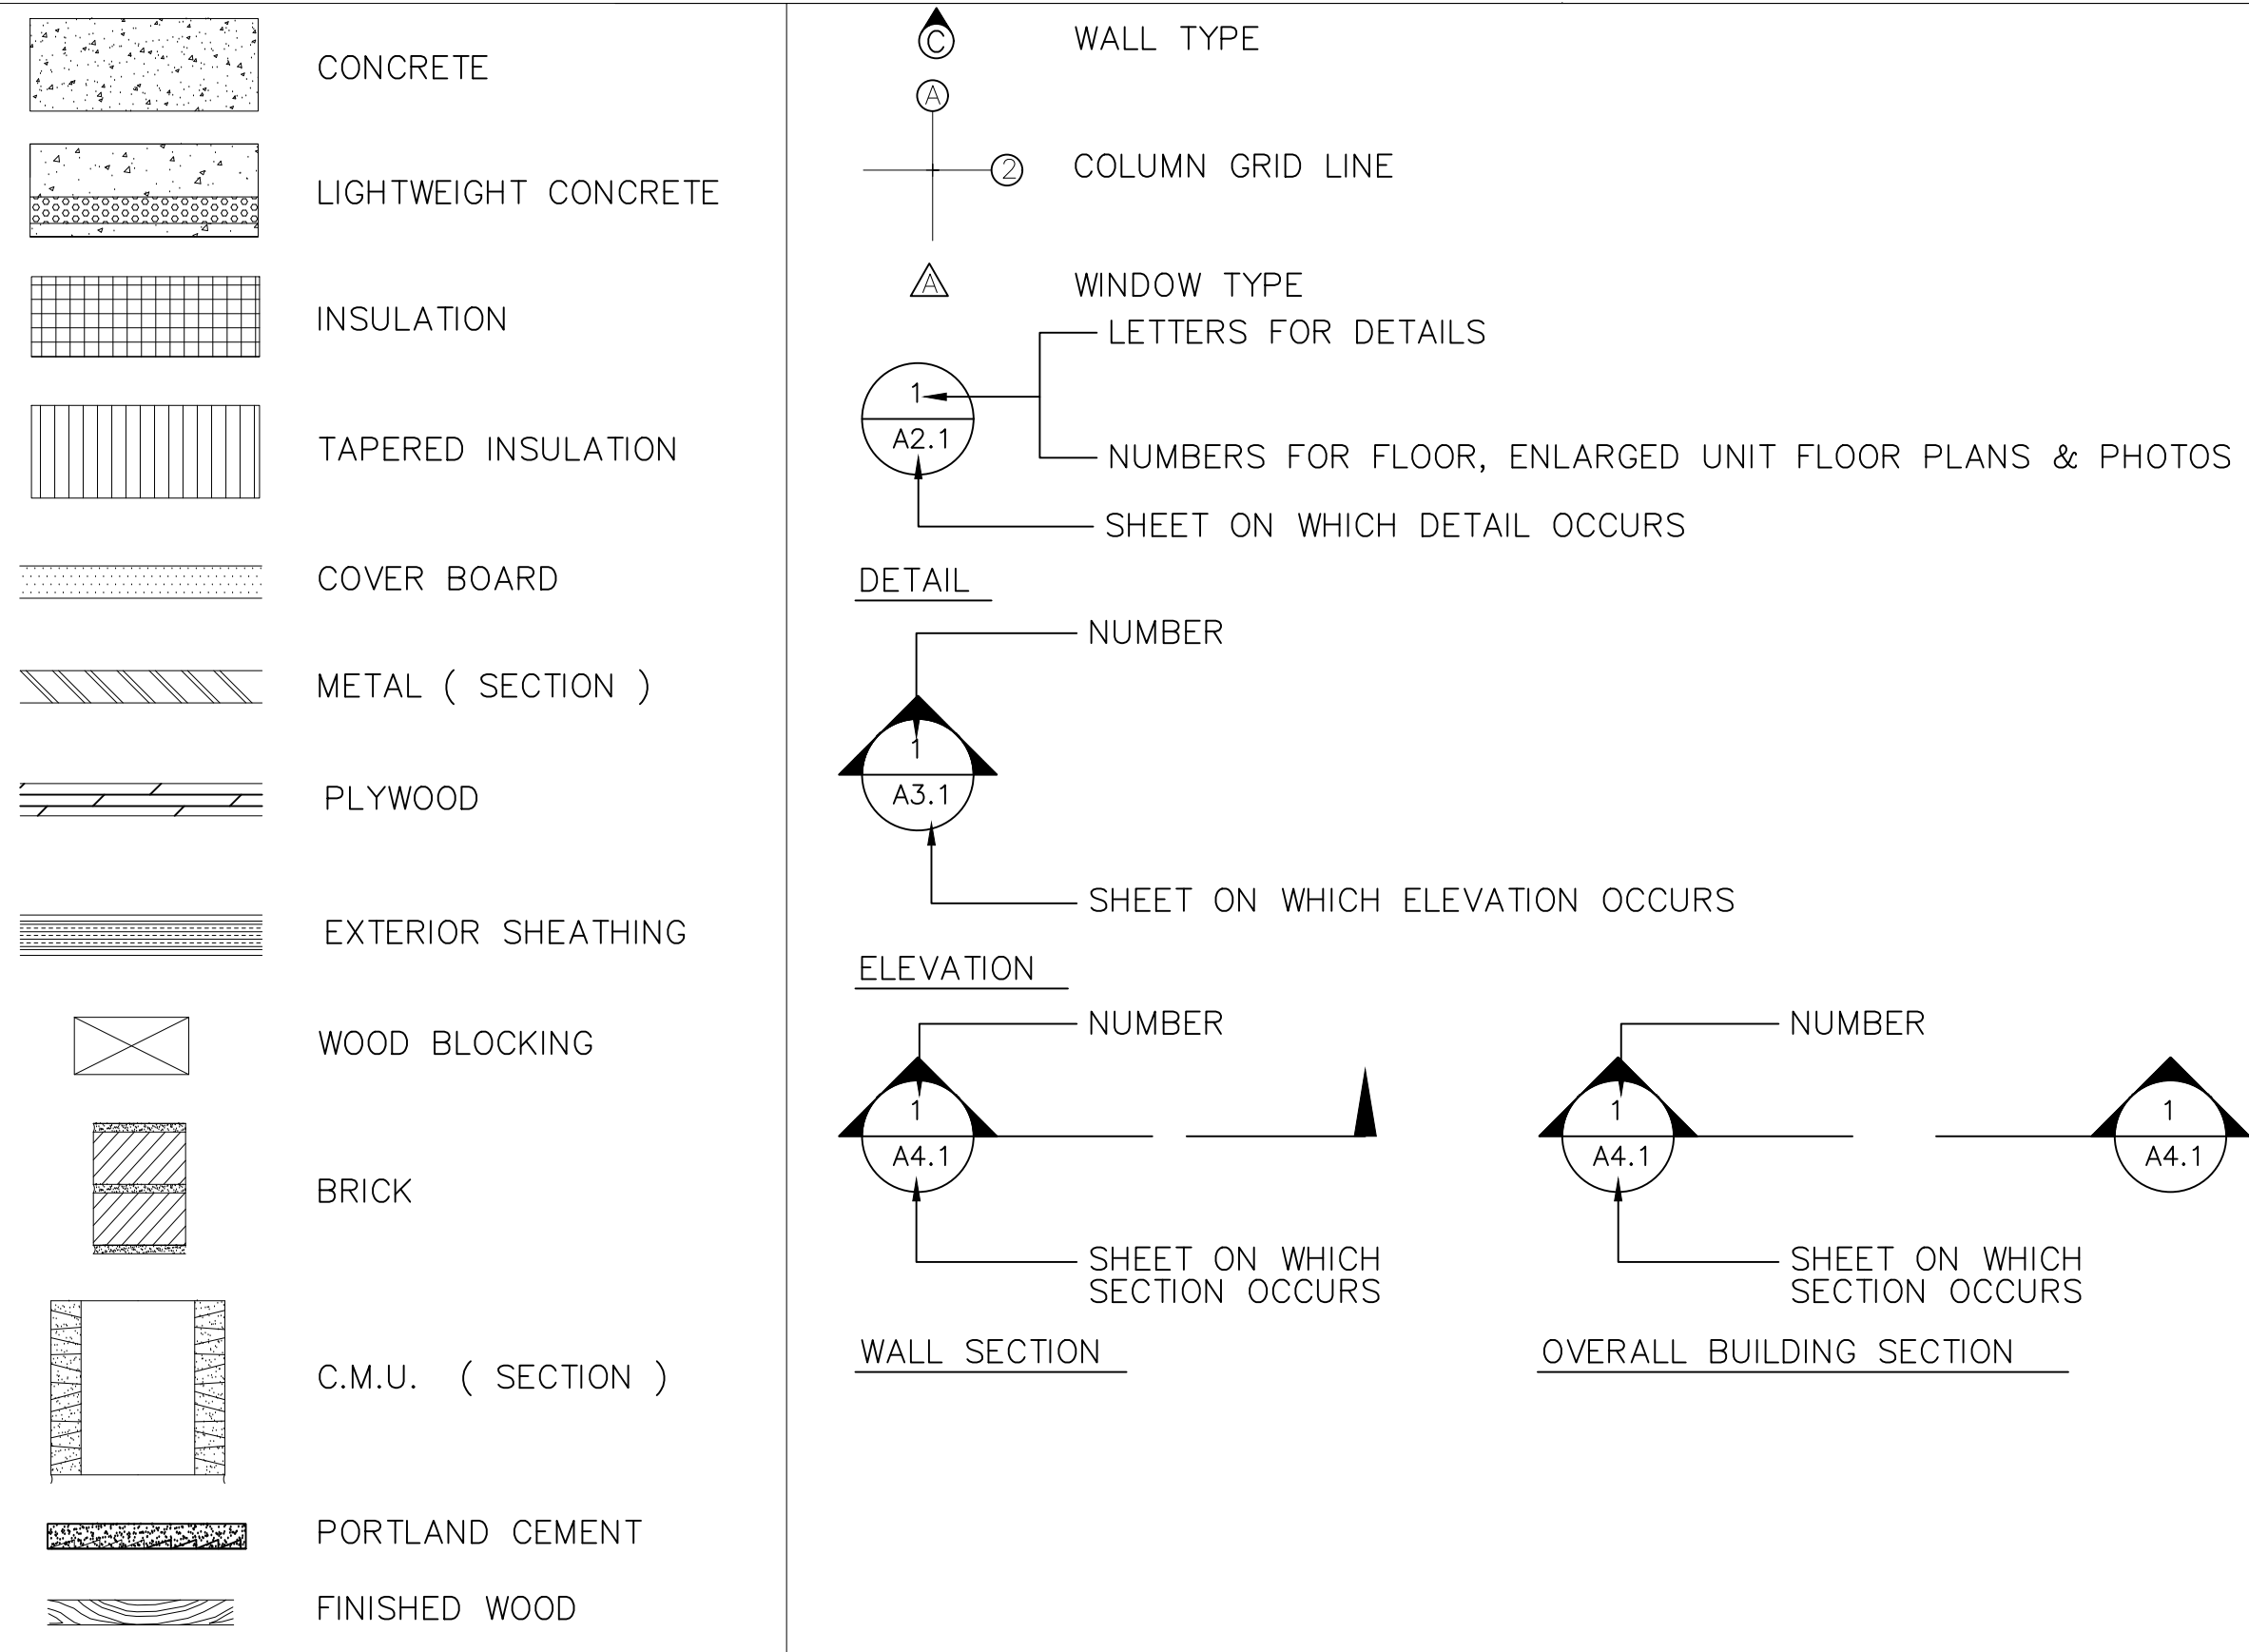 CONCRETE
LIGHTWEIGHT CONCRETE
INSULATION
TAPERED INSULATION
COVER BOARD
METAL ( SECTION )
PLYWOOD
EXTERIOR SHEATHING
WOOD BLOCKING
BRICK
C.M.U. ( SECTION )
PORTLAND CEMENT
FINISHED WOOD
C
WALL TYPE
A
2
COLUMN GRID LINE
A
WINDOW TYPE
LETTERS FOR DETAILS
1
A2.1
NUMBERS FOR FLOOR, ENLARGED UNIT FLOOR PLANS & PHOTOS
SHEET ON WHICH DETAIL OCCURS
DETAIL
NUMBER
1
A3.1
SHEET ON WHICH ELEVATION OCCURS
ELEVATION
NUMBER
1
A4.1
SHEET ON WHICH
SECTION OCCURS
WALL SECTION
NUMBER
1
A4.1
1
A4.1
SHEET ON WHICH
SECTION OCCURS
OVERALL BUILDING SECTION